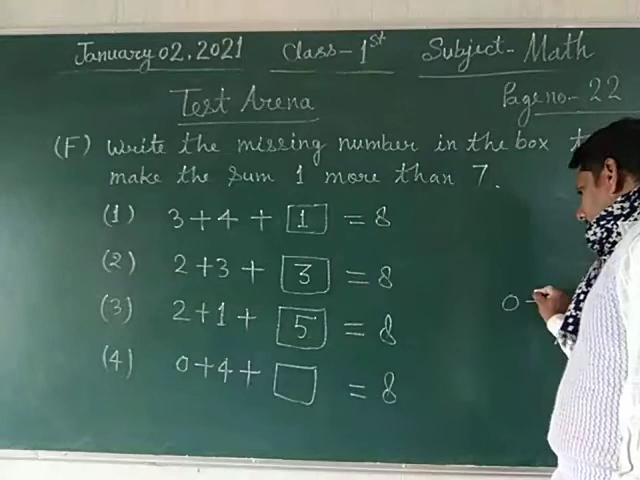 January 02, 2021 Class-1st Subject-Math
Test Arena Page no-22
(F) Write the missing number in the box
make the sum 1 more than 7.
(1) 3+4+ 1 = 8
(2) 2+3+ 3 = 8
(3) 2+1+ 5 = 8
(4) 0+4+ = 8
0